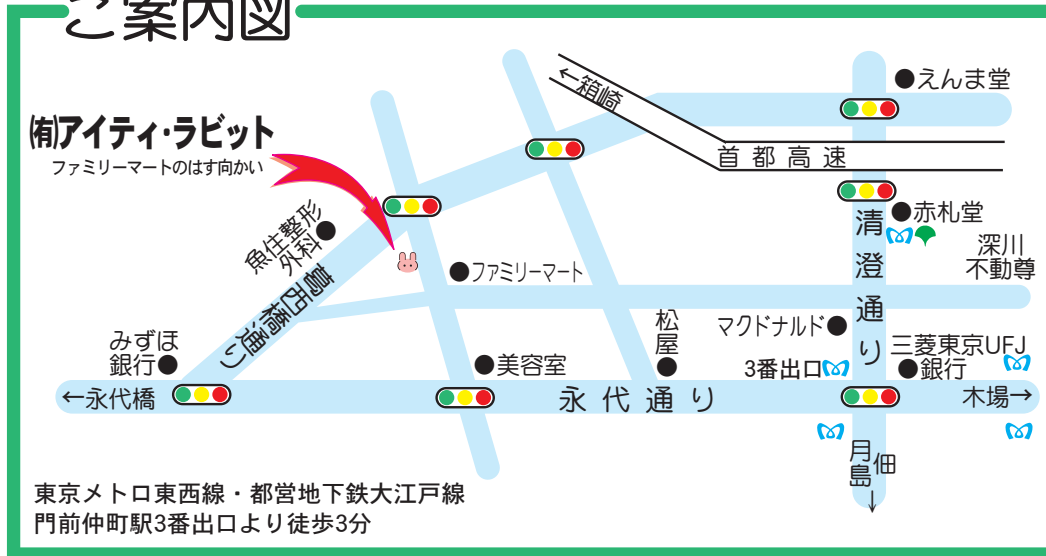 ご案内図
㈲アイティ・ラビット
ファミリーマートのはす向かい
←箱崎
えんま堂
首都高速
赤札堂
清澄通り
深川
不動尊
魚住整形
外科
葛西橋通り
ファミリーマート
みずほ
銀行
松屋
マクドナルド
3番出口
三菱東京UFJ
銀行
美容室
←永代橋
永代通り
木場→
佃
月島
↓
東京メトロ東西線・都営地下鉄大江戸線
門前仲町駅3番出口より徒歩3分